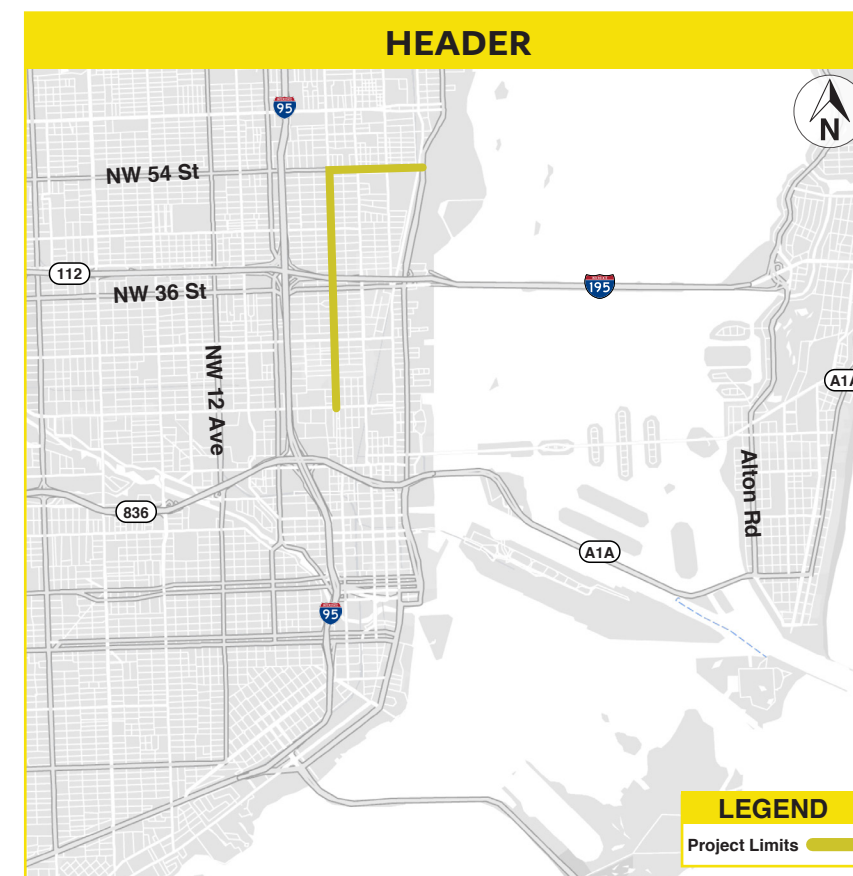 HEADER
95
N
NW 54 St
112
195
NW 36 St
NW 12 Ave
A1A
Alton Rd
836
A1A
95
LEGEND
Project Limits